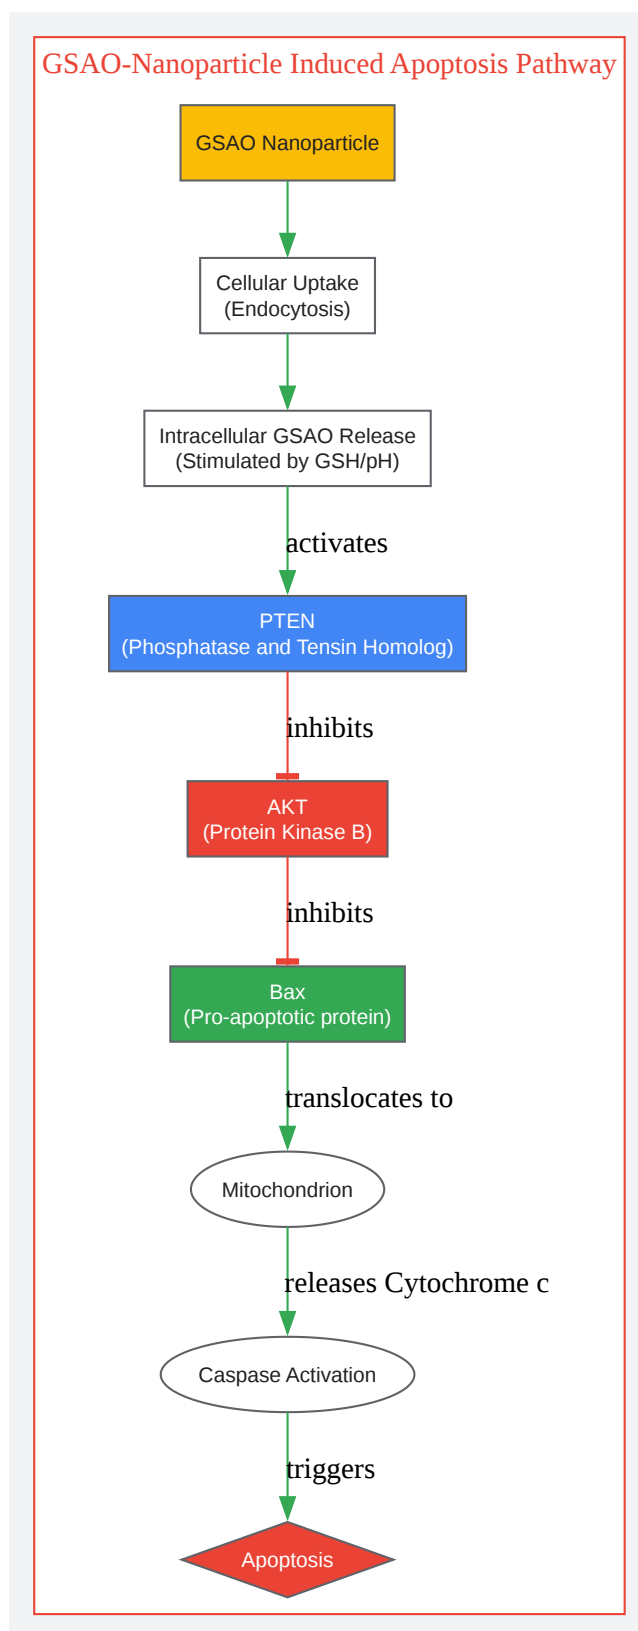 GSAO-Nanoparticle Induced Apoptosis Pathway
GSAO Nanoparticle
Cellular Uptake
(Endocytosis)
Intracellular GSAO Release
(Stimulated by GSH/pH)
activates
PTEN
(Phosphatase and Tensin Homolog)
inhibits
AKT
(Protein Kinase B)
inhibits
Bax
(Pro-apoptotic protein)
translocates to
Mitochondrion
releases Cytochrome c
Caspase Activation
triggers
Apoptosis